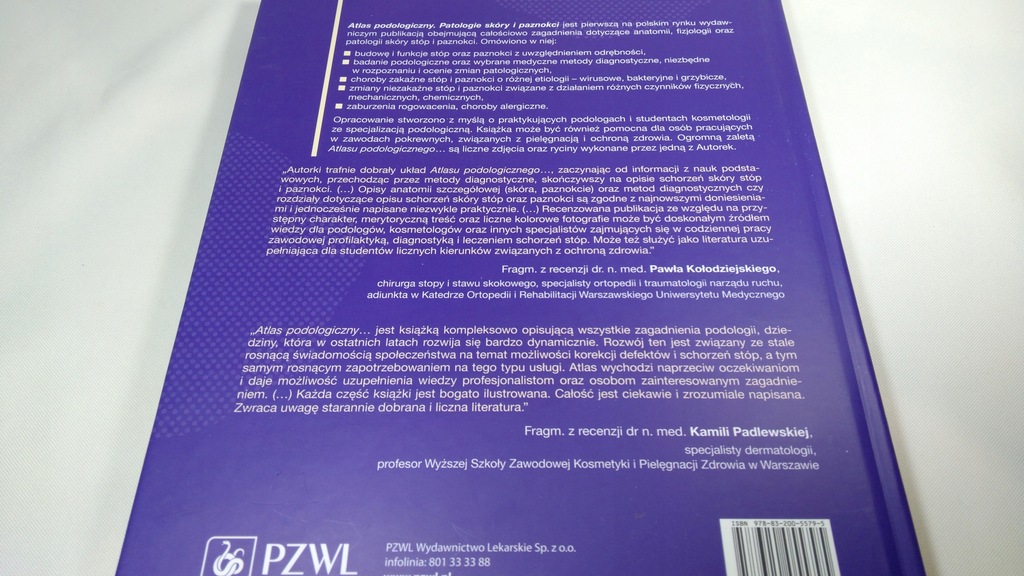 Atlas podologiczny. Patologie skóry i paznokci jest pierwszą na polskim rynku wydaw-
niczym publikacją obejmującą całościowo zagadnienia dotyczące anatomii, fizjologii oraz
patologii skóry stóp i paznokci. Omówiono w niej:
■ budowę i funkcje stóp oraz paznokci z uwzględnieniem odrębności,
■ badanie podologiczne oraz wybrane medyczne metody diagnostyczne, niezbędne
w rozpoznaniu i ocenie zmian patologicznych,
■ choroby zakaźne stóp i paznokci o różnej etiologii – wirusowe, bakteryjne i grzybicze,
■ zmiany niezakaźne stóp i paznokci związane z działaniem różnych czynników fizycznych,
mechanicznych, chemicznych,
■ zaburzenia rogowacenia, choroby alergiczne.
Opracowanie stworzono z myślą o praktykujących podologach i studentach kosmetologii
ze specjalizacją podologiczną. Książka może być również pomocna dla osób pracujących
w zawodach pokrewnych, związanych z pielęgnacją i ochroną zdrowia. Ogromną zaletą
Atlasu podologicznego… są liczne zdjęcia oraz ryciny wykonane przez jedną z Autorek.
„Autorki trafnie dobrały układ Atlasu podologicznego…, zaczynając od informacji z nauk podsta-
wowych, przechodząc przez metody diagnostyczne, skończywszy na opisie schorzeń skóry stóp
i paznokci. (…) Opisy anatomii szczegółowej (skóra, paznokcie) oraz metod diagnostycznych czy
rozdziały dotyczące opisu schorzeń skóry stóp oraz paznokci są zgodne z najnowszymi doniesienia-
mi i jednocześnie napisane niezwykle praktycznie. (…) Recenzowana publikacja ze względu na przy-
stępny charakter, merytoryczną treść oraz liczne kolorowe fotografie może być doskonałym źródłem
wiedzy dla podologów, kosmetologów oraz innych specjalistów zajmujących się w codziennej pracy
zawodowej profilaktyką, diagnostyką i leczeniem schorzeń stóp. Może też służyć jako literatura uzu-
pełniająca dla studentów licznych kierunków związanych z ochroną zdrowia.”
Fragm. z recenzji dr. n. med. Pawła Kołodziejskiego,
chirurga stopy i stawu skokowego, specjalisty ortopedii i traumatologii narządu ruchu,
adiunkta w Katedrze Ortopedii i Rehabilitacji Warszawskiego Uniwersytetu Medycznego
„Atlas podologiczny… jest książką kompleksowo opisującą wszystkie zagadnienia podologii, dzie-
dziny, która w ostatnich latach rozwija się bardzo dynamicznie. Rozwój ten jest związany ze stale
rosnącą świadomością społeczeństwa na temat możliwości korekcji defektów i schorzeń stóp, a tym
samym rosnącym zapotrzebowaniem na tego typu usługi. Atlas wychodzi naprzeciw oczekiwaniom
i daje możliwość uzupełnienia wiedzy profesjonalistom oraz osobom zainteresowanym zagadnie-
niem. (…) Każda część książki jest bogato ilustrowana. Całość jest ciekawie i zrozumiale napisana.
Zwraca uwagę starannie dobrana i liczna literatura.”
Fragm. z recenzji dr n. med. Kamili Padlewskiej,
specjalisty dermatologii,
profesor Wyższej Szkoły Zawodowej Kosmetyki i Pielęgnacji Zdrowia w Warszawie
PZWL
PZWL Wydawnictwo Lekarskie Sp. z o.o.
infolinia: 801 33 33 88
www.pzwl.pl
ISBN 978-83-200-5579-5